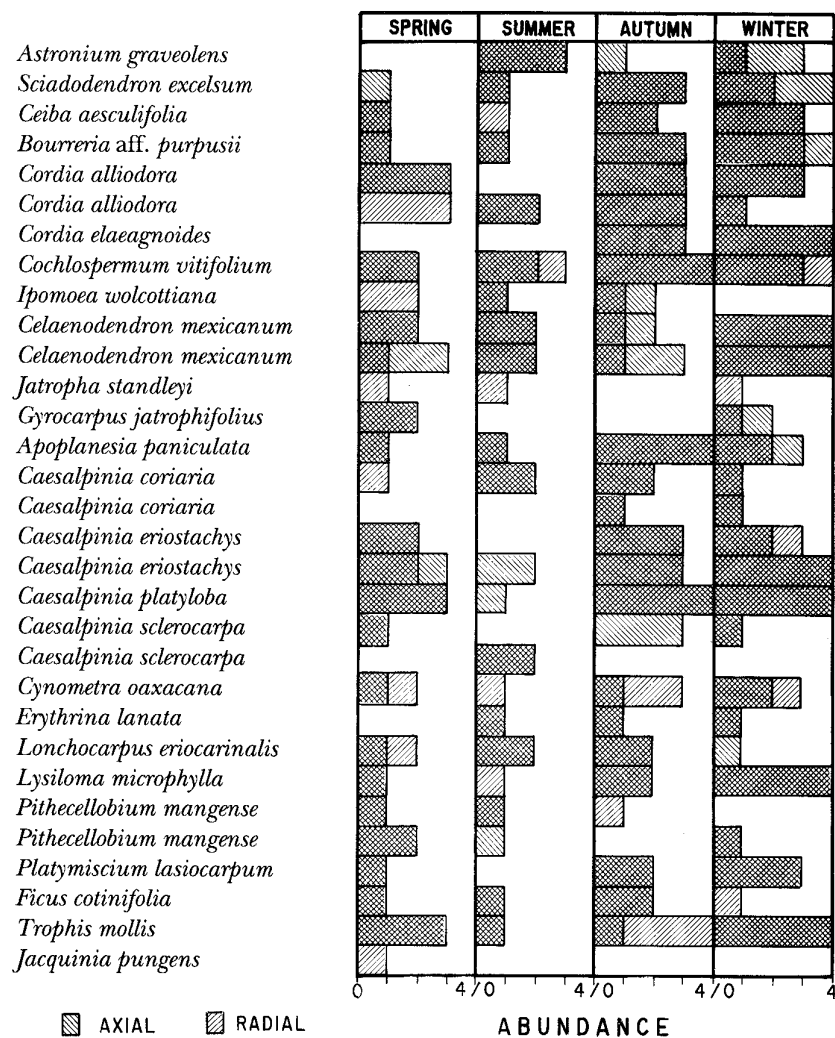 SPRING SUMMER AUTUMN WINTER
Astronium graveolens
Sciadodendron excelsum
Ceiba aesculifolia
Bourreria aff. purpusii
Cordia alliodora
Cordia alliodora
Cordia elaeagnoides
Cochlospermum vitifolium
Ipomoea wolcottiana
Celaenodendron mexicanum
Celaenodendron mexicanum
Jatropha standleyi
Gyrocarpus jatrophifolius
Apoplanesia paniculata
Caesalpinia coriaria
Caesalpinia coriaria
Caesalpinia eriostachys
Caesalpinia eriostachys
Caesalpinia platyloba
Caesalpinia sclerocarpa
Caesalpinia sclerocarpa
Cynometra oaxacana
Erythrina lanata
Lonchocarpus eriocarinalis
Lysiloma microphylla
Pithecellobium mangense
Pithecellobium mangense
Platymiscium lasiocarpum
Ficus cotinifolia
Trophis mollis
Jacquinia pungens
0 4/0 4/0 4/0 4
AXIAL RADIAL ABUNDANCE